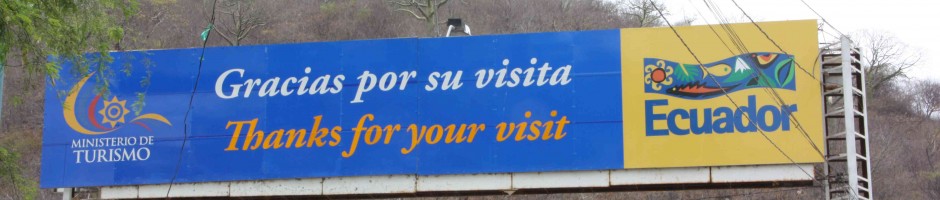 MINISTERIO DE
TURISMO
Gracias por su visita
Thanks for your visit
Ecuador